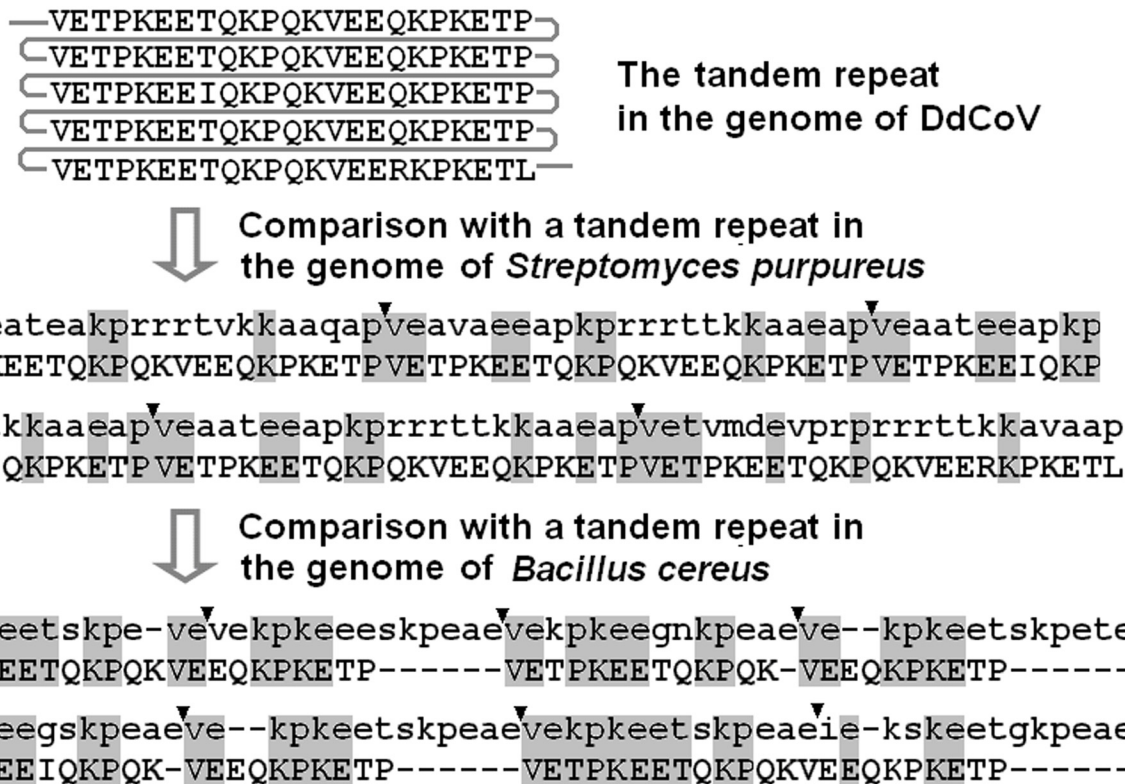 VETPKEETQKPQKVEEQKPKETP
VETPKEETQKPQKVEEQKPKETP
VETPKEEIQKPQKVEEQKPKETP
VETPKEETQKPQKVEEQKPKETP
VETPKEETQKPQKVEERKPKETL
The tandem repeat
in the genome of DdCoV
Comparison with a tandem repeat in
the genome of Streptomyces purpureus
eateakprrrtvkkaaqapveavaeeapkprrrttkkaaeapveaateeapkp
KEETQKPQKVEEQKPKETPVETPKEETQKPQKVEEQKPKETPVETPKEEIQKP
kkaaeapveaateeapkprrrttkkaaeapvetvmdevprprrrttkkavaap
QKPKETPVETPKEETQKPQKVEEQKPKETPVETPKEETQKPQKVEERKPKETL
Comparison with a tandem repeat in
the genome of Bacillus cereus
eetskpe-vevekpkeeeskpeaevekpkeegnkpeaeve--kpkeetskpete
EETQKPQKVEEQKPKETP------VETPKEETQKPQK-VEEQKPKETP------
eegskpeaeve--kpkeetskpeaevekpkeetskpeaeie-kskeetgkpeae
EEIQKPQK-VEEQKPKETP------VETPKEETQKPQKVEEQKPKETP------